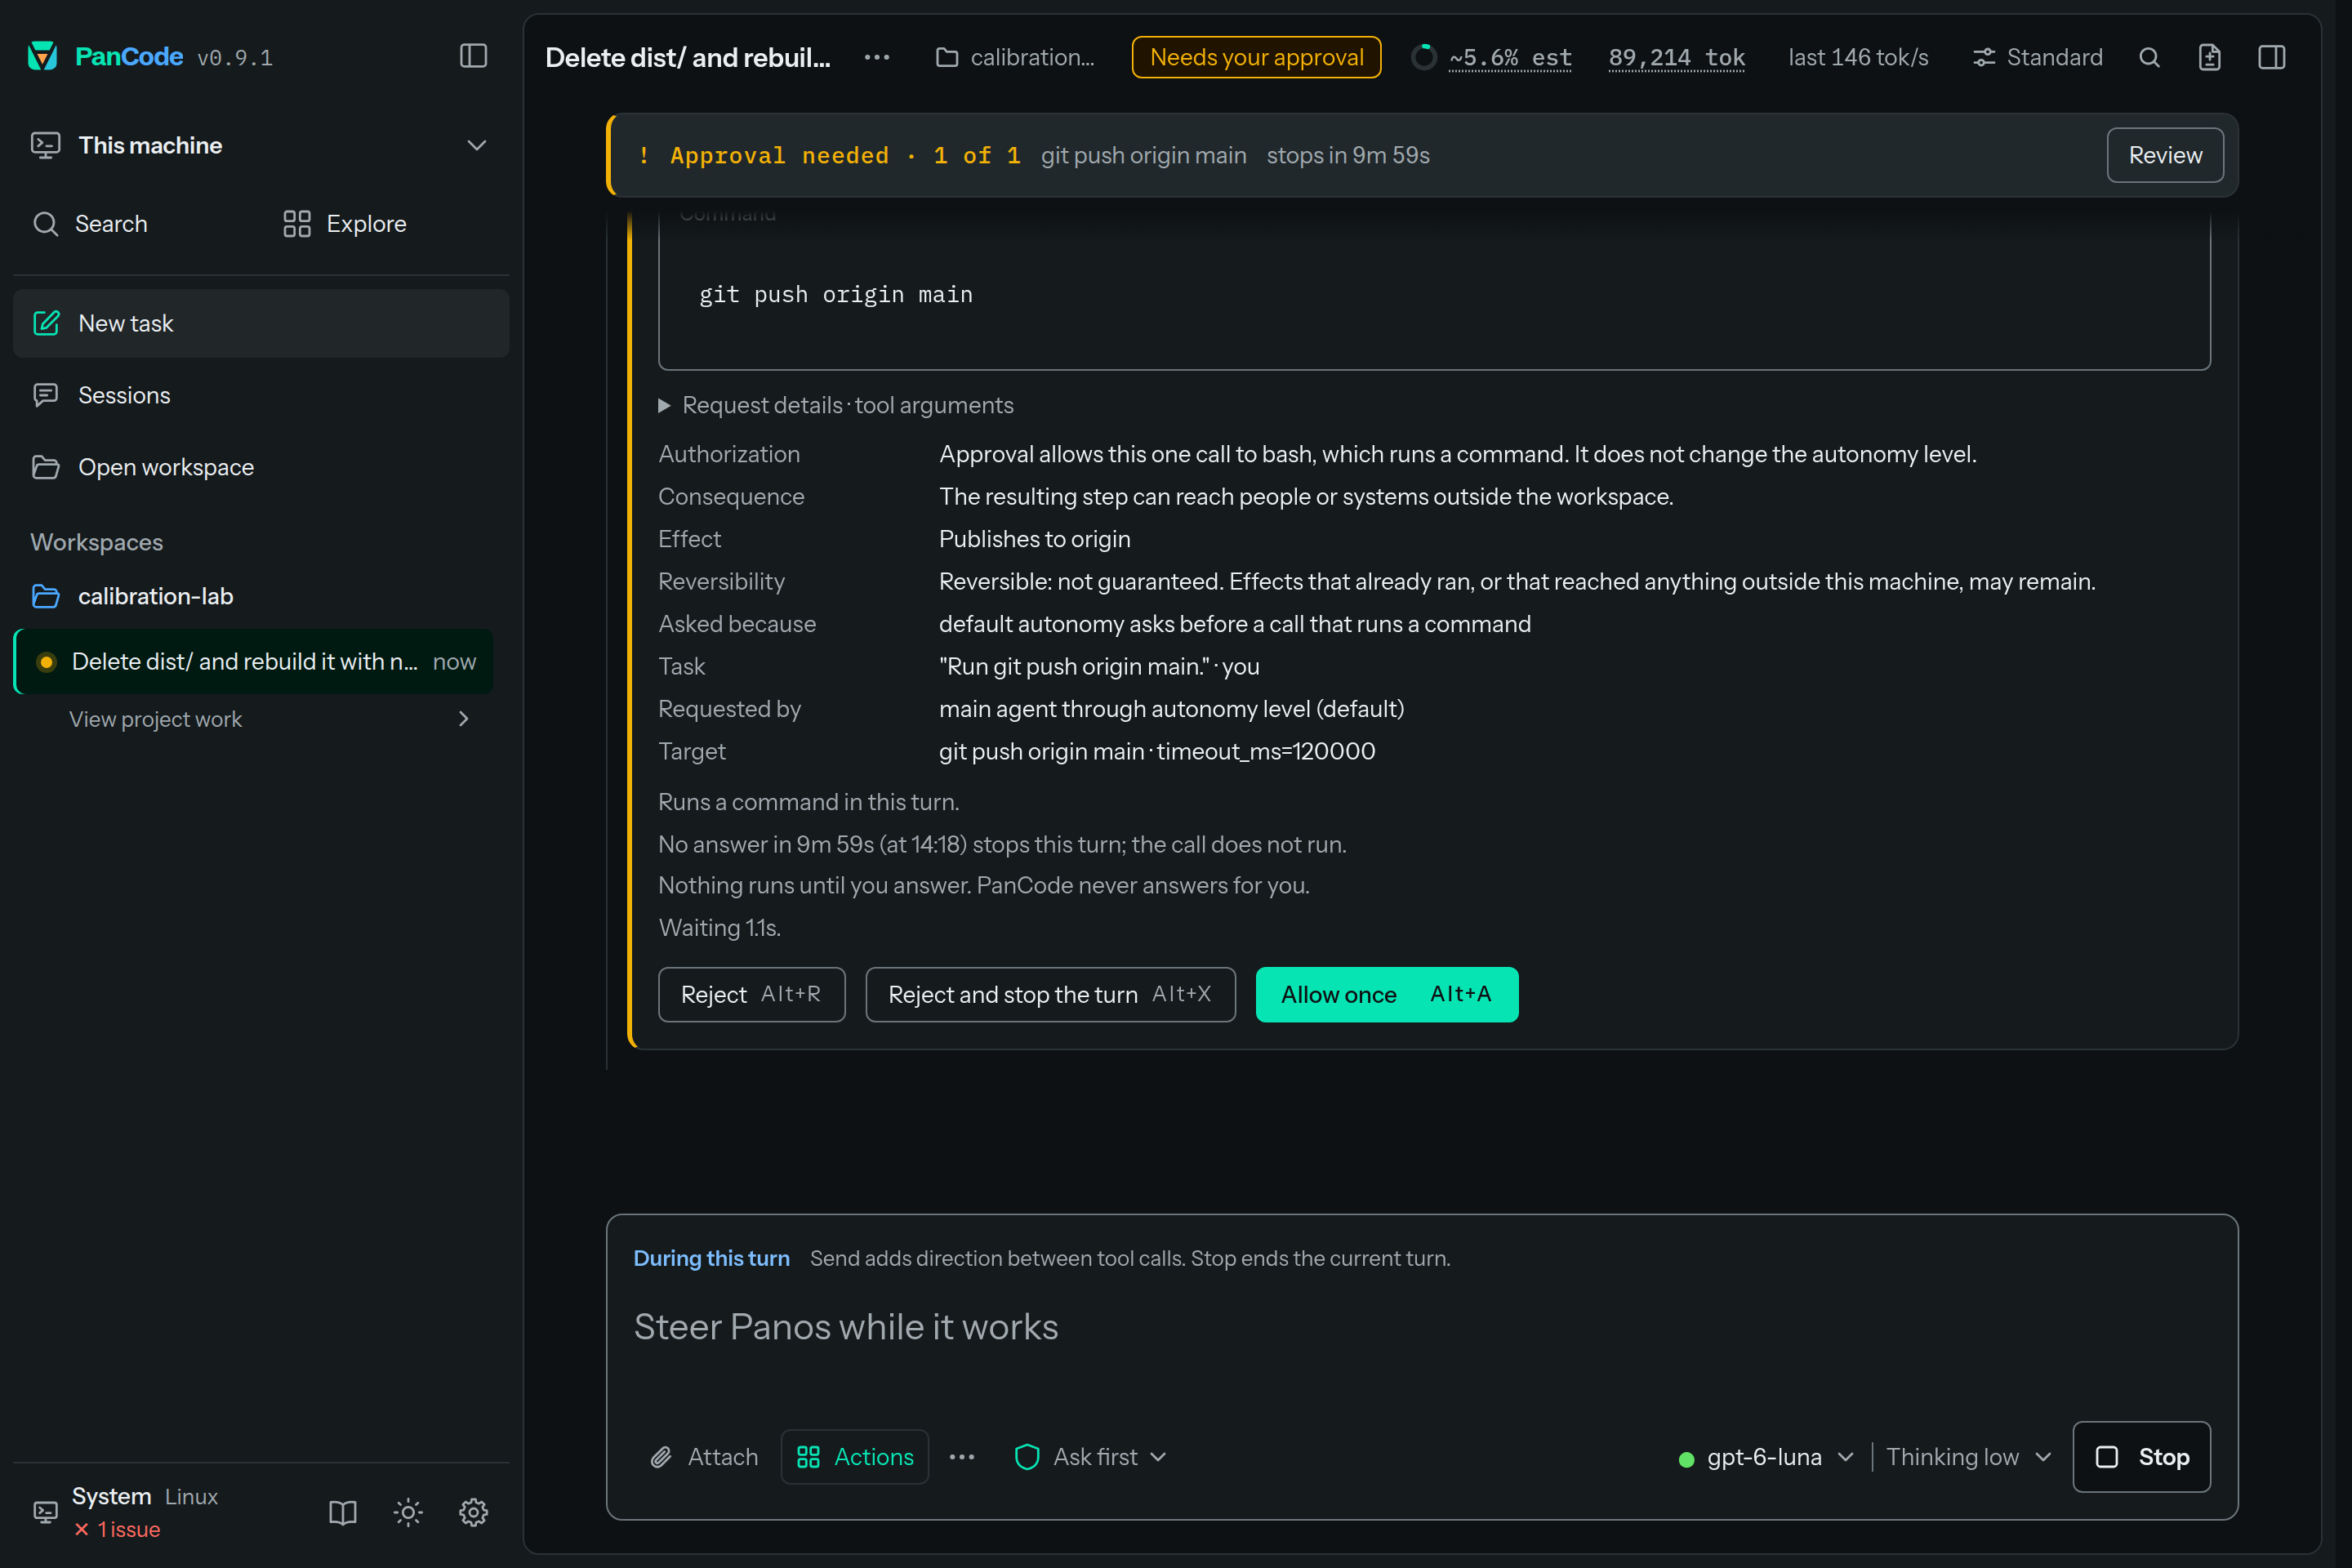 PanCode v0.9.1
This machine
Search
Explore
New task
Sessions
Open workspace
Workspaces
calibration-lab
Delete dist/ and rebuild it with n... now
View project work
System Linux
× 1 issue
Delete dist/ and rebuil... ··· calibration... Needs your approval ~5.6% est 89,214 tok last 146 tok/s Standard
! Approval needed · 1 of 1 git push origin main stops in 9m 59s Review
Command
git push origin main
▶ Request details · tool arguments
Authorization Approval allows this one call to bash, which runs a command. It does not change the autonomy level.
Consequence The resulting step can reach people or systems outside the workspace.
Effect Publishes to origin
Reversibility Reversible: not guaranteed. Effects that already ran, or that reached anything outside this machine, may remain.
Asked because default autonomy asks before a call that runs a command
Task "Run git push origin main." · you
Requested by main agent through autonomy level (default)
Target git push origin main · timeout_ms=120000
Runs a command in this turn.
No answer in 9m 59s (at 14:18) stops this turn; the call does not run.
Nothing runs until you answer. PanCode never answers for you.
Waiting 1.1s.
Reject Alt+R Reject and stop the turn Alt+X Allow once Alt+A
During this turn Send adds direction between tool calls. Stop ends the current turn.
Steer Panos while it works
Attach Actions ··· Ask first gpt-6-luna Thinking low Stop